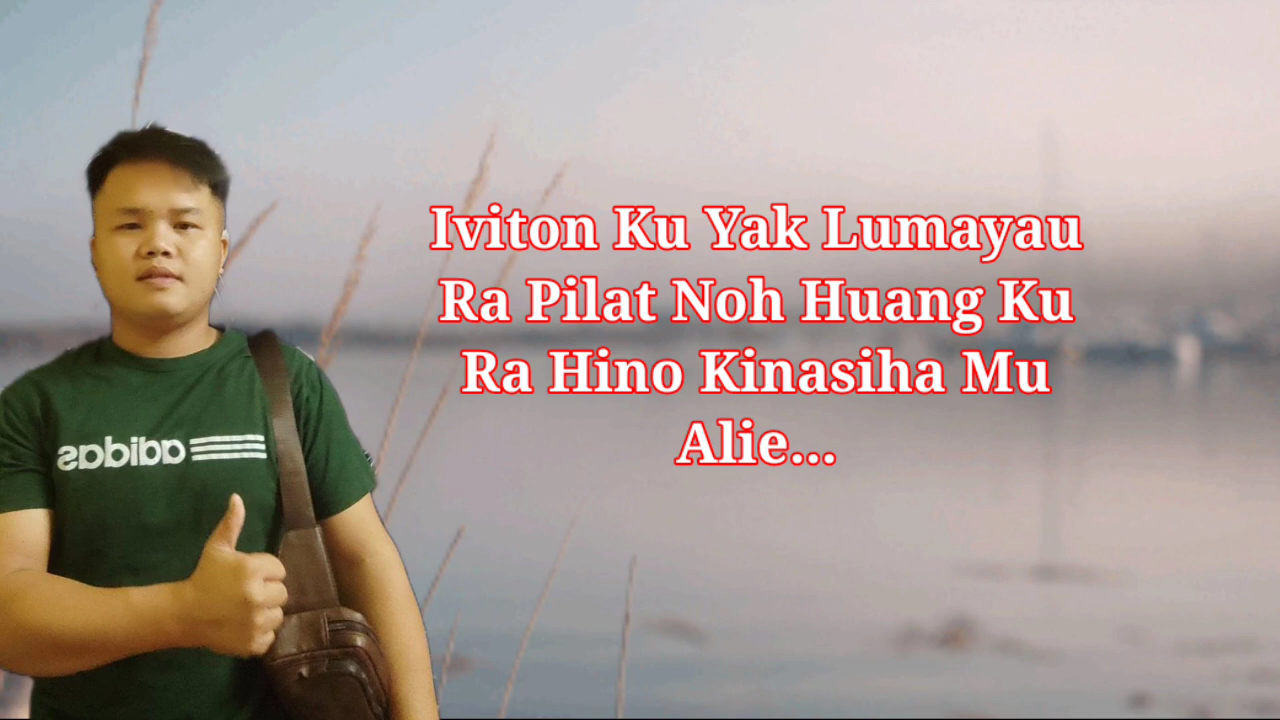 Iviton Ku Yak Lumayau
Ra Pilat Noh Huang Ku
Ra Hino Kinasiha Mu
Alie...
adidas